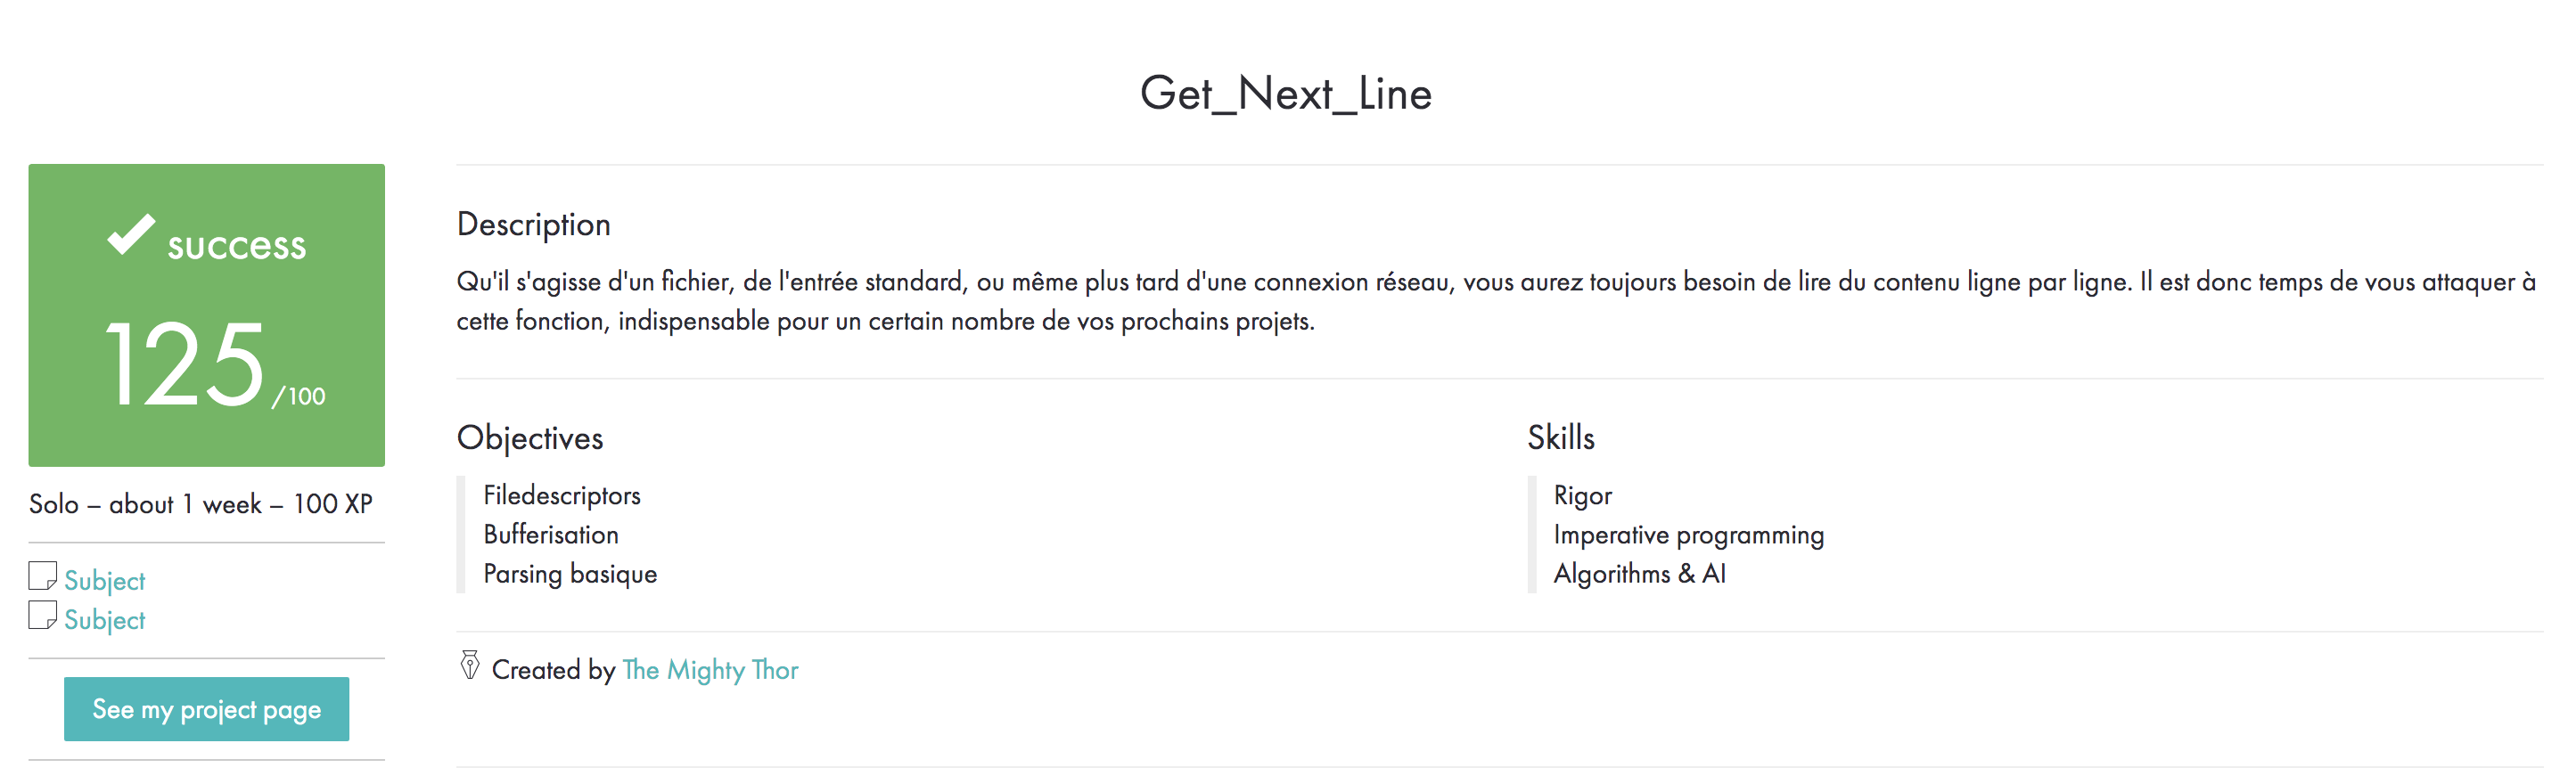 Get_Next_Line
success
125/100
Solo – about 1 week – 100 XP
Subject
Subject
See my project page
Description
Qu'il s'agisse d'un fichier, de l'entrée standard, ou même plus tard d'une connexion réseau, vous aurez toujours besoin de lire du contenu ligne par ligne. Il est donc temps de vous attaquer à
cette fonction, indispensable pour un certain nombre de vos prochains projets.
Objectives
Filedescriptors
Bufferisation
Parsing basique
Skills
Rigor
Imperative programming
Algorithms & AI
Created by The Mighty Thor